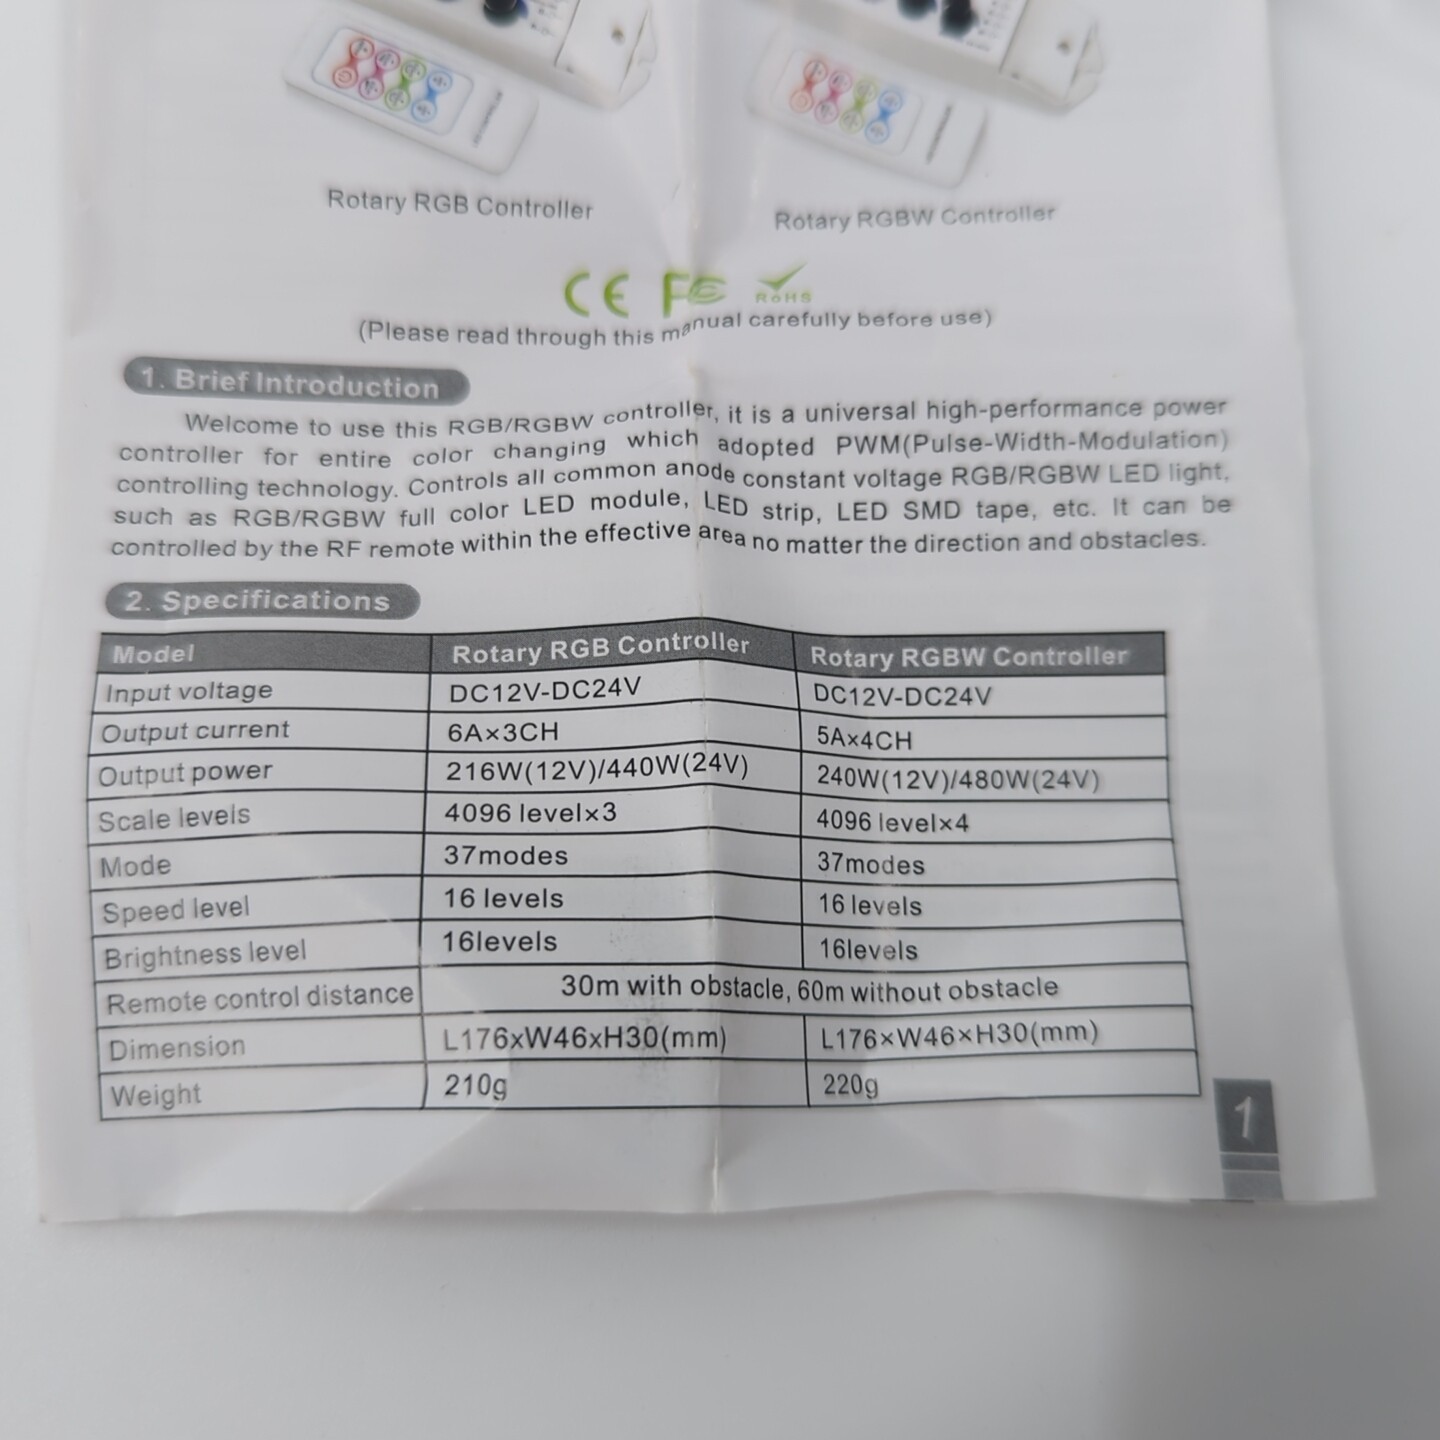 Rotary RGB Controller
Rotary RGBW Controller
CE FC RoHS
(Please read through this manual carefully before use)
1. Brief Introduction
Welcome to use this RGB/RGBW controller, it is a universal high-performance power
controller for entire color changing which adopted PWM(Pulse-Width-Modulation)
controlling technology. Controls all common anode constant voltage RGB/RGBW LED light,
such as RGB/RGBW full color LED module, LED strip, LED SMD tape, etc. It can be
controlled by the RF remote within the effective area no matter the direction and obstacles.
2. Specifications
Model Rotary RGB Controller Rotary RGBW Controller
Input voltage DC12V-DC24V DC12V-DC24V
Output current 6A×3CH 5A×4CH
Output power 216W(12V)/440W(24V) 240W(12V)/480W(24V)
Scale levels 4096 level×3 4096 level×4
Mode 37modes 37modes
Speed level 16 levels 16 levels
Brightness level 16levels 16levels
Remote control distance 30m with obstacle, 60m without obstacle
Dimension L176xW46xH30(mm) L176×W46×H30(mm)
Weight 210g 220g
1